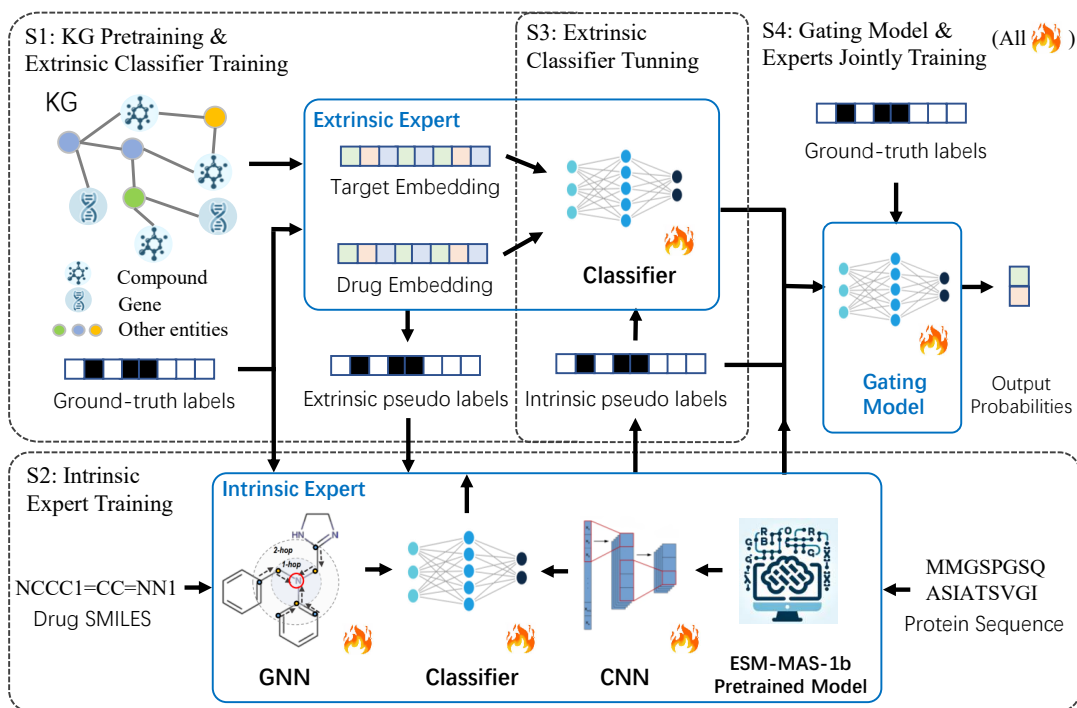 S1: KG Pretraining &
Extrinsic Classifier Training
KG
Compound
Gene
Other entities
Ground-truth labels
Extrinsic Expert
Target Embedding
Drug Embedding
Extrinsic pseudo labels
S3: Extrinsic
Classifier Tunning
Classifier
Intrinsic pseudo labels
S4: Gating Model &
Experts Jointly Training
(All )
Ground-truth labels
Gating
Model
Output
Probabilities
S2: Intrinsic
Expert Training
NCCC1=CC=NN1
Drug SMILES
Intrinsic Expert
HN
N
2-hop
1-hop
GNN
Classifier
CNN
ESM-MAS-1b
Pretrained Model
MMGSPGSQ
ASIATSVGI
Protein Sequence